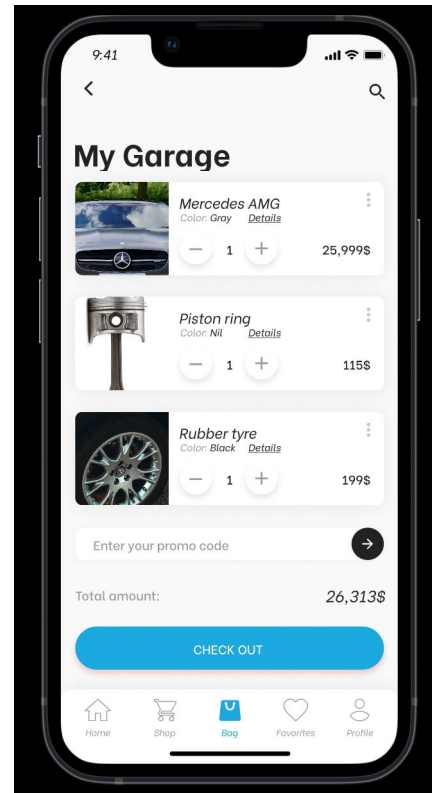 9:41
My Garage
Mercedes AMG
Color: Gray Details
1
25,999$
Piston ring
Color: Nil Details
1
115$
Rubber tyre
Color: Black Details
1
199$
Enter your promo code
Total amount: 26,313$
CHECK OUT
Home Shop Bag Favorites Profile